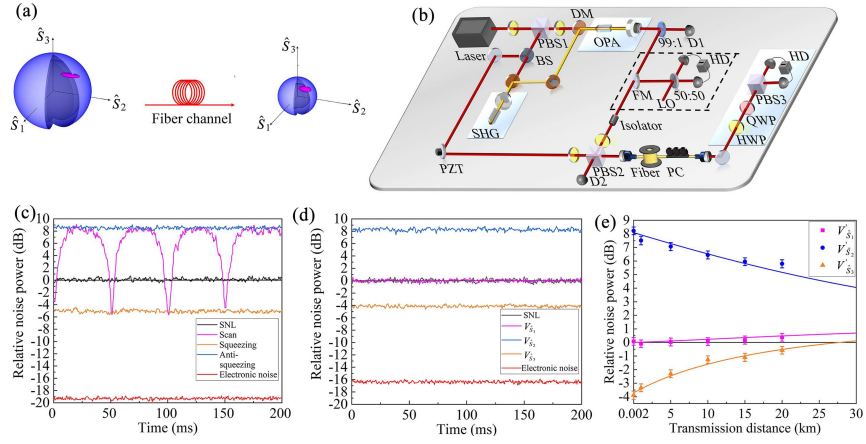 (a)
Ŝ3
Ŝ2
Ŝ1
Fiber channel
Ŝ3
Ŝ2
Ŝ1
(b)
Laser
PBS1
DM
OPA
99:1
D1
BS
SHG
HD
FM
50:50
LO
Isolator
HD
PBS3
QWP
HWP
PZT
PBS2
D2
Fiber
PC
(c)
Relative noise power (dB)
10
8
6
4
2
0
-2
-4
-6
-8
-10
-12
-14
-16
-18
-20
SNL
Scan
Squeezing
Anti-
squeezing
Electronic noise
0 50 100 150 200
Time (ms)
(d)
Relative noise power (dB)
10
8
6
4
2
0
-2
-4
-6
-8
-10
-12
-14
-16
-18
-20
SNL
VŜ1
VŜ2
VŜ3
Electronic noise
0 50 100 150 200
Time (ms)
(e)
Relative noise power (dB)
9
8
7
6
5
4
3
2
1
0
-1
-2
-3
-4
V'Ŝ1
V'Ŝ2
V'Ŝ3
0.002 5 10 15 20 25 30
Transmission distance (km)